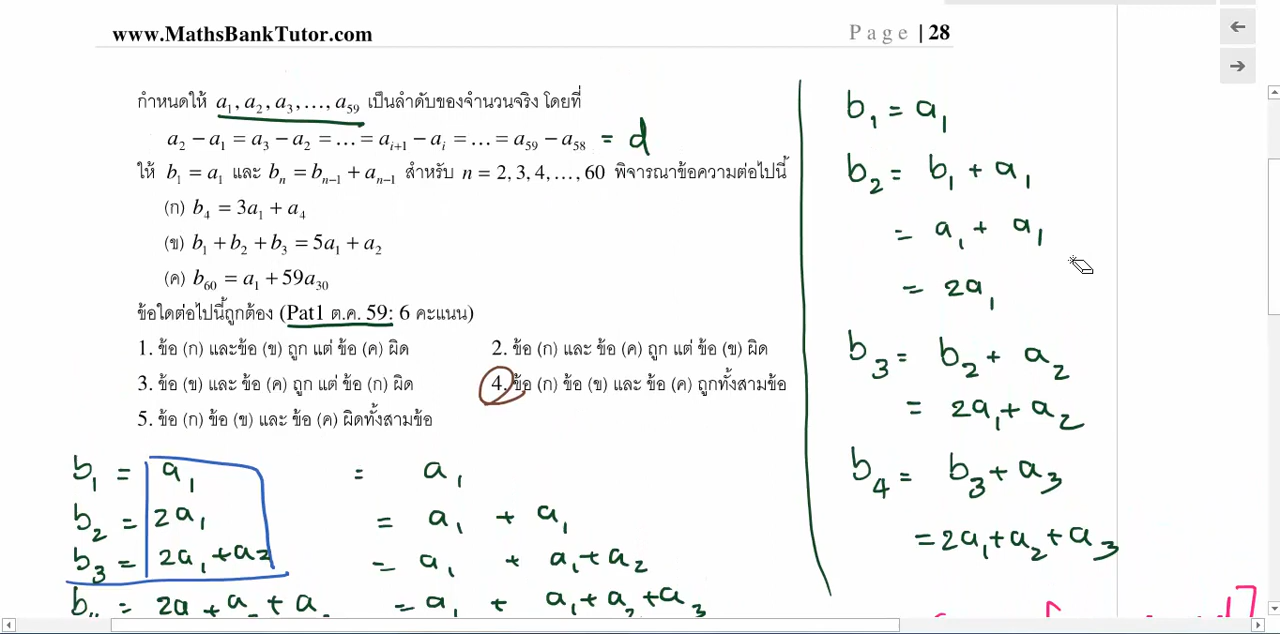 www.MathsBankTutor.com
Page | 28
กำหนดให้ a₁, a₂, a₃, ..., a₅₉ เป็นลำดับของจำนวนจริง โดยที่
a₂ − a₁ = a₃ − a₂ = ... = aᵢ₊₁ − aᵢ = ... = a₅₉ − a₅₈ = d
ให้ b₁ = a₁ และ bₙ = bₙ₋₁ + aₙ₋₁ สำหรับ n = 2, 3, 4, ..., 60 พิจารณาข้อความต่อไปนี้
(ก) b₄ = 3a₁ + a₄
(ข) b₁ + b₂ + b₃ = 5a₁ + a₂
(ค) b₆₀ = a₁ + 59a₃₀
ข้อใดต่อไปนี้ถูกต้อง (Pat1 ต.ค. 59: 6 คะแนน)
1. ข้อ (ก) และข้อ (ข) ถูก แต่ ข้อ (ค) ผิด
2. ข้อ (ก) และ ข้อ (ค) ถูก แต่ ข้อ (ข) ผิด
3. ข้อ (ข) และ ข้อ (ค) ถูก แต่ ข้อ (ก) ผิด
4. ข้อ (ก) ข้อ (ข) และ ข้อ (ค) ถูกทั้งสามข้อ
5. ข้อ (ก) ข้อ (ข) และ ข้อ (ค) ผิดทั้งสามข้อ
b₁ = a₁ = a₁
b₂ = 2a₁ = a₁ + a₁
b₃ = 2a₁ + a₂ = a₁ + a₁ + a₂
= a₁ + a₁ + a₂ + a₃
b₁ = a₁
b₂ = b₁ + a₁
= a₁ + a₁
= 2a₁
b₃ = b₂ + a₂
= 2a₁ + a₂
b₄ = b₃ + a₃
= 2a₁ + a₂ + a₃